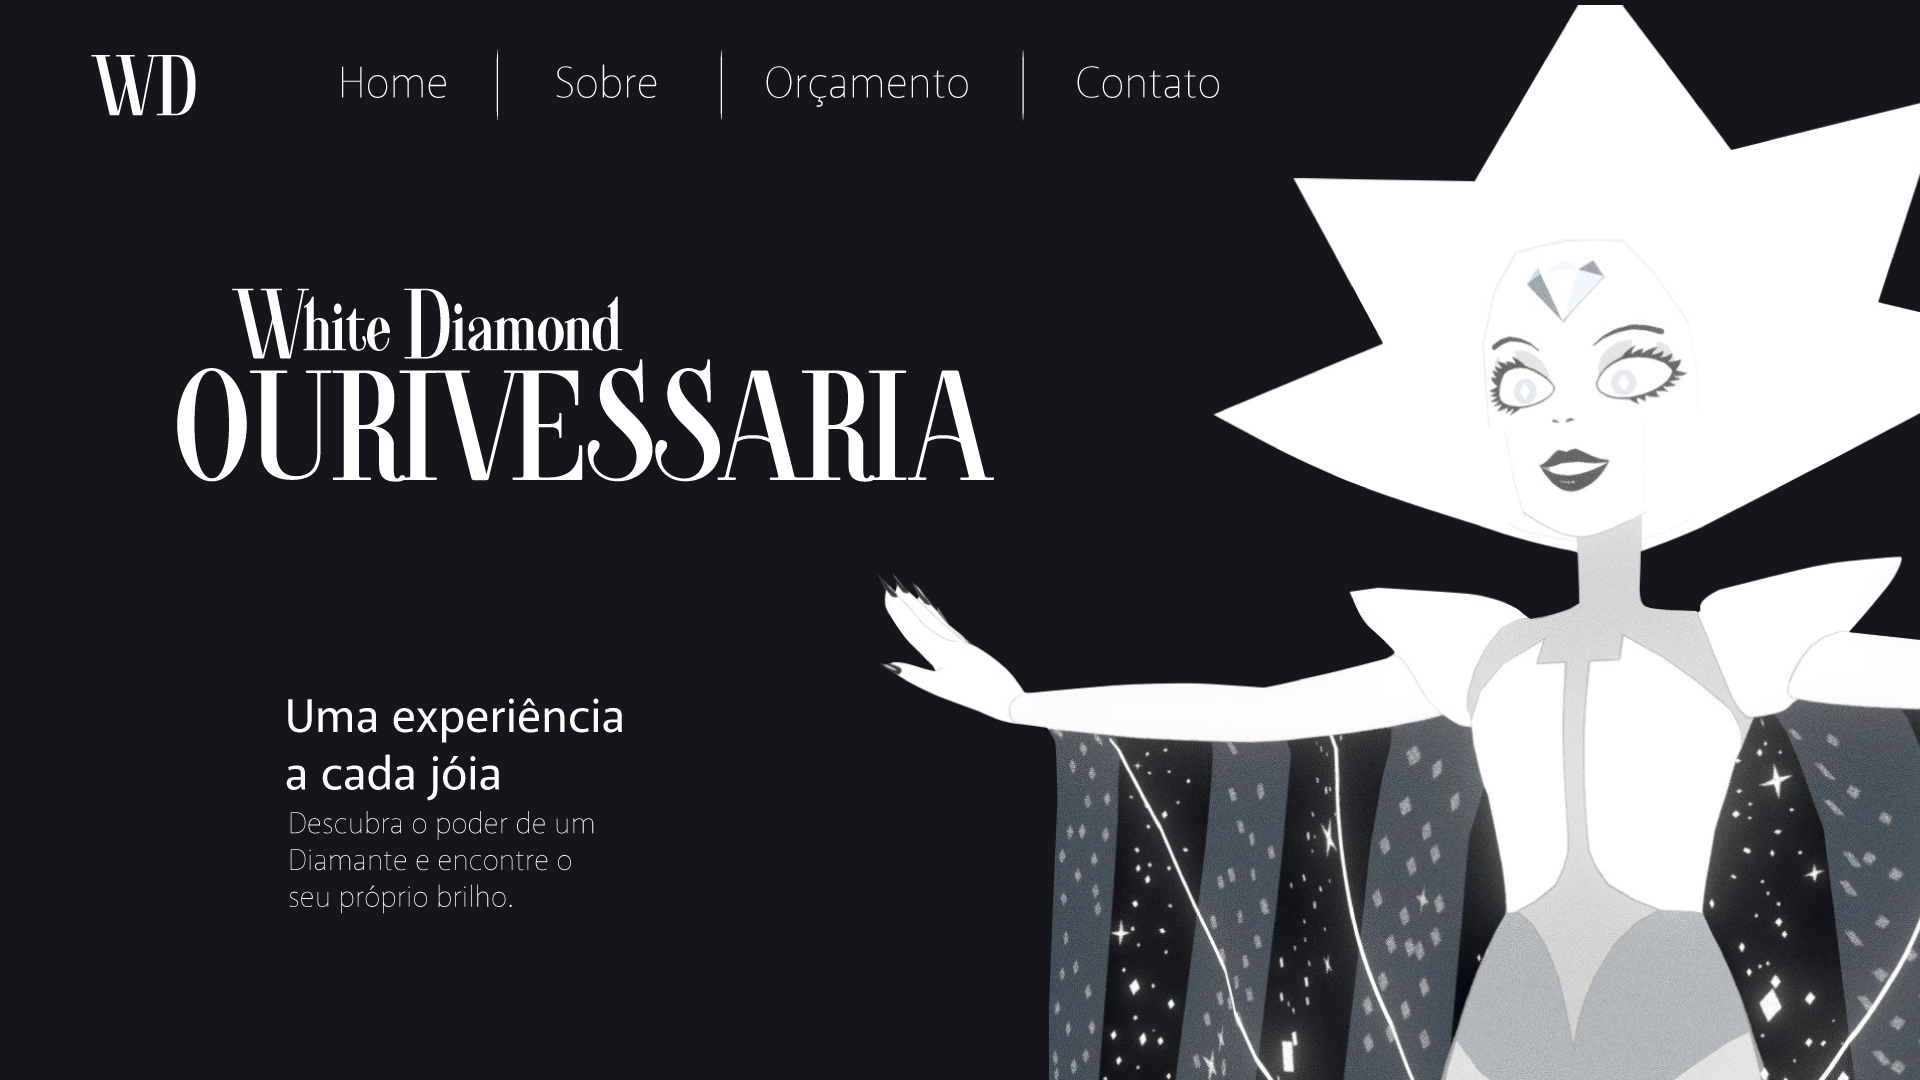 WD
Home
Sobre
Orçamento
Contato
White Diamond
OURIVESSARIA
Uma experiência
a cada jóia
Descubra o poder de um
Diamante e encontre o
seu próprio brilho.